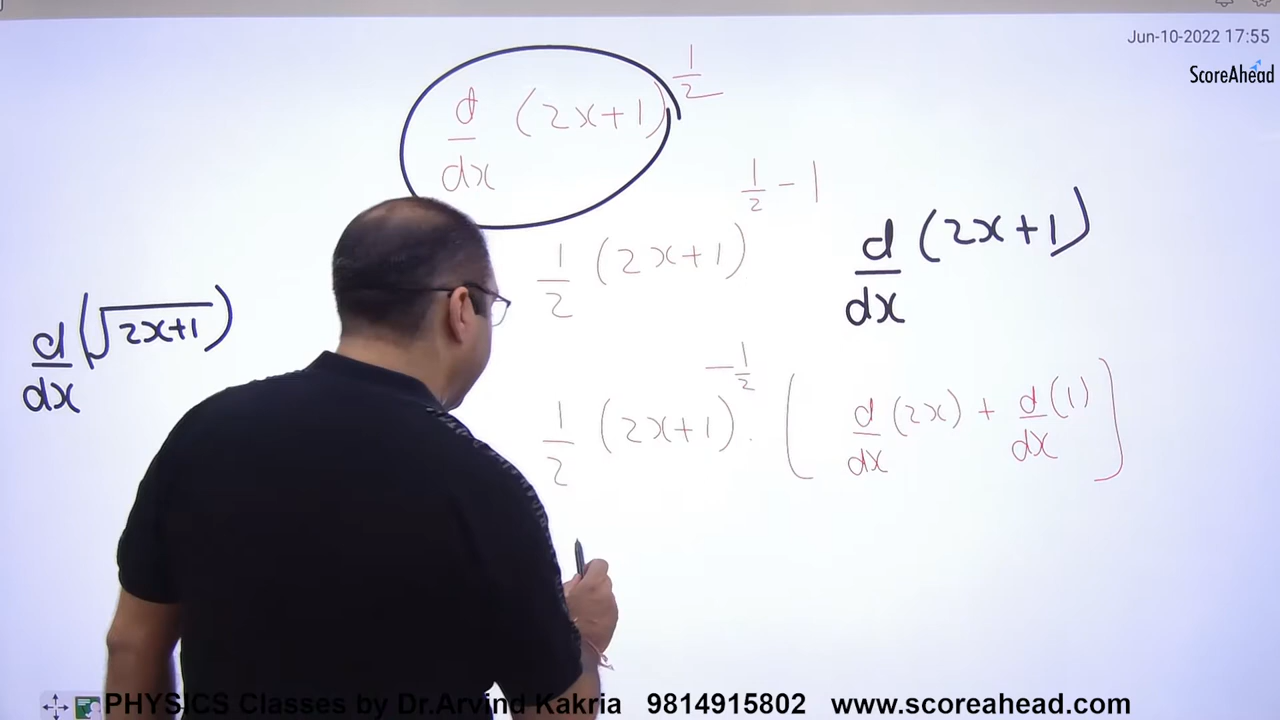 Jun-10-2022 17:55
ScoreAhead
d/dx (2x+1)^(1/2)
1/2 (2x+1)^(1/2 - 1) d/dx (2x+1)
d/dx (√(2x+1))
1/2 (2x+1)^(-1/2) . [ d/dx (2x) + d/dx (1) ]
PHYSICS Classes by Dr.Arvind Kakria 9814915802 www.scoreahead.com